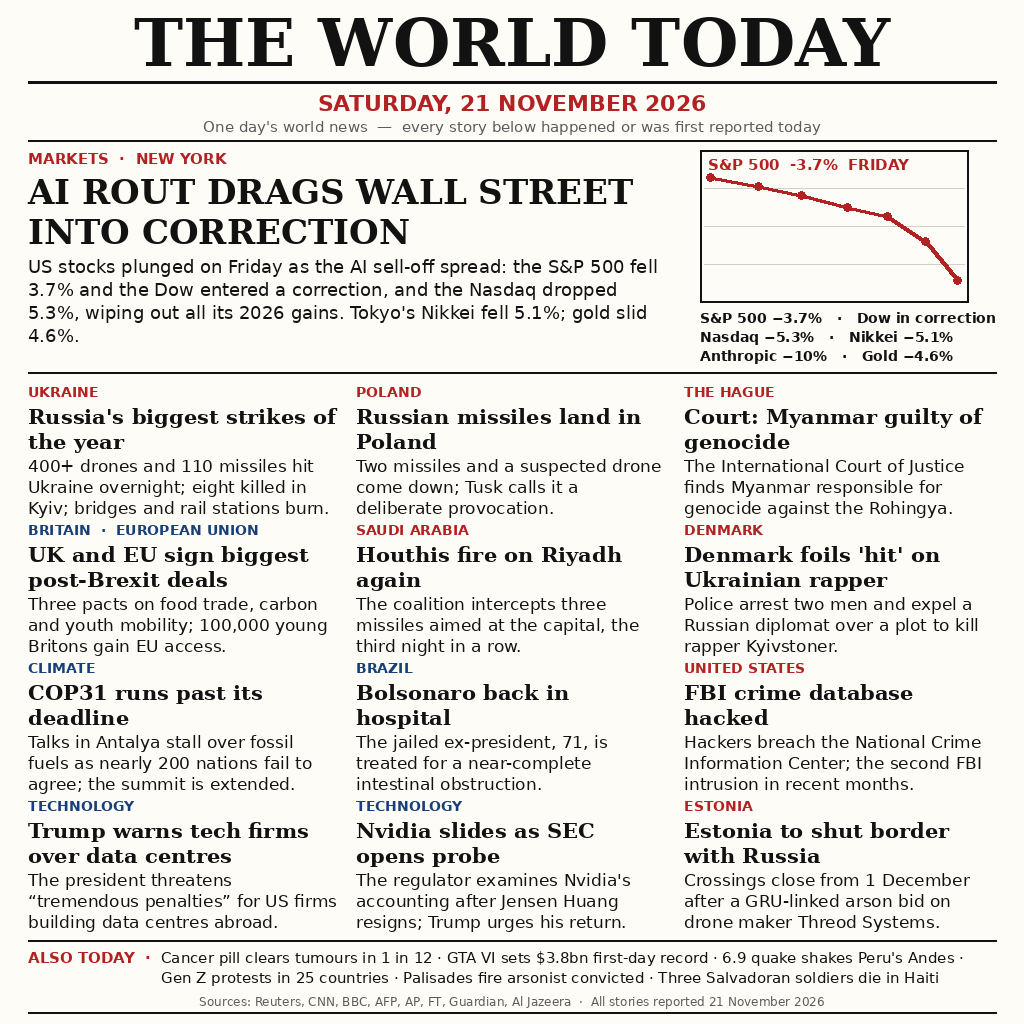 THE WORLD TODAY
SATURDAY, 21 NOVEMBER 2026
One day's world news — every story below happened or was first reported today
MARKETS · NEW YORK
AI ROUT DRAGS WALL STREET
INTO CORRECTION
US stocks plunged on Friday as the AI sell-off spread: the S&P 500 fell
3.7% and the Dow entered a correction, and the Nasdaq dropped
5.3%, wiping out all its 2026 gains. Tokyo's Nikkei fell 5.1%; gold slid
4.6%.
S&P 500 -3.7% FRIDAY
S&P 500 −3.7% · Dow in correction
Nasdaq −5.3% · Nikkei −5.1%
Anthropic −10% · Gold −4.6%
UKRAINE
Russia's biggest strikes of
the year
400+ drones and 110 missiles hit
Ukraine overnight; eight killed in
Kyiv; bridges and rail stations burn.
POLAND
Russian missiles land in
Poland
Two missiles and a suspected drone
come down; Tusk calls it a
deliberate provocation.
THE HAGUE
Court: Myanmar guilty of
genocide
The International Court of Justice
finds Myanmar responsible for
genocide against the Rohingya.
BRITAIN · EUROPEAN UNION
UK and EU sign biggest
post-Brexit deals
Three pacts on food trade, carbon
and youth mobility; 100,000 young
Britons gain EU access.
SAUDI ARABIA
Houthis fire on Riyadh
again
The coalition intercepts three
missiles aimed at the capital, the
third night in a row.
DENMARK
Denmark foils 'hit' on
Ukrainian rapper
Police arrest two men and expel a
Russian diplomat over a plot to kill
rapper Kyivstoner.
CLIMATE
COP31 runs past its
deadline
Talks in Antalya stall over fossil
fuels as nearly 200 nations fail to
agree; the summit is extended.
BRAZIL
Bolsonaro back in
hospital
The jailed ex-president, 71, is
treated for a near-complete
intestinal obstruction.
UNITED STATES
FBI crime database
hacked
Hackers breach the National Crime
Information Center; the second FBI
intrusion in recent months.
TECHNOLOGY
Trump warns tech firms
over data centres
The president threatens
“tremendous penalties” for US firms
building data centres abroad.
TECHNOLOGY
Nvidia slides as SEC
opens probe
The regulator examines Nvidia's
accounting after Jensen Huang
resigns; Trump urges his return.
ESTONIA
Estonia to shut border
with Russia
Crossings close from 1 December
after a GRU-linked arson bid on
drone maker Threod Systems.
ALSO TODAY · Cancer pill clears tumours in 1 in 12 · GTA VI sets $3.8bn first-day record · 6.9 quake shakes Peru's Andes ·
Gen Z protests in 25 countries · Palisades fire arsonist convicted · Three Salvadoran soldiers die in Haiti
Sources: Reuters, CNN, BBC, AFP, AP, FT, Guardian, Al Jazeera · All stories reported 21 November 2026